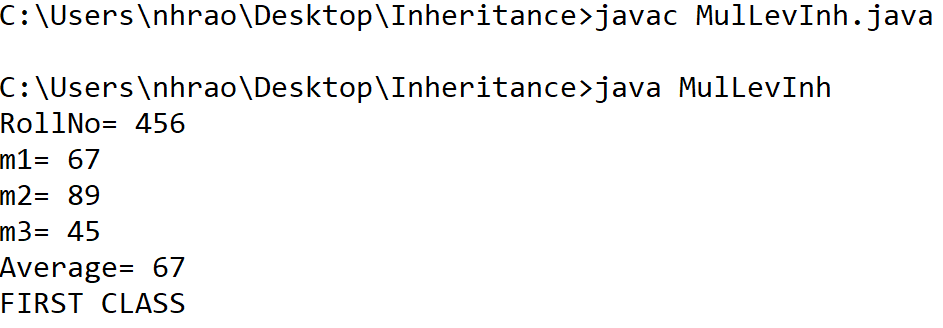 C:\Users\nhrao\Desktop\Inheritance>javac MulLevInh.java
C:\Users\nhrao\Desktop\Inheritance>java MulLevInh
RollNo= 456
m1= 67
m2= 89
m3= 45
Average= 67
FIRST CLASS